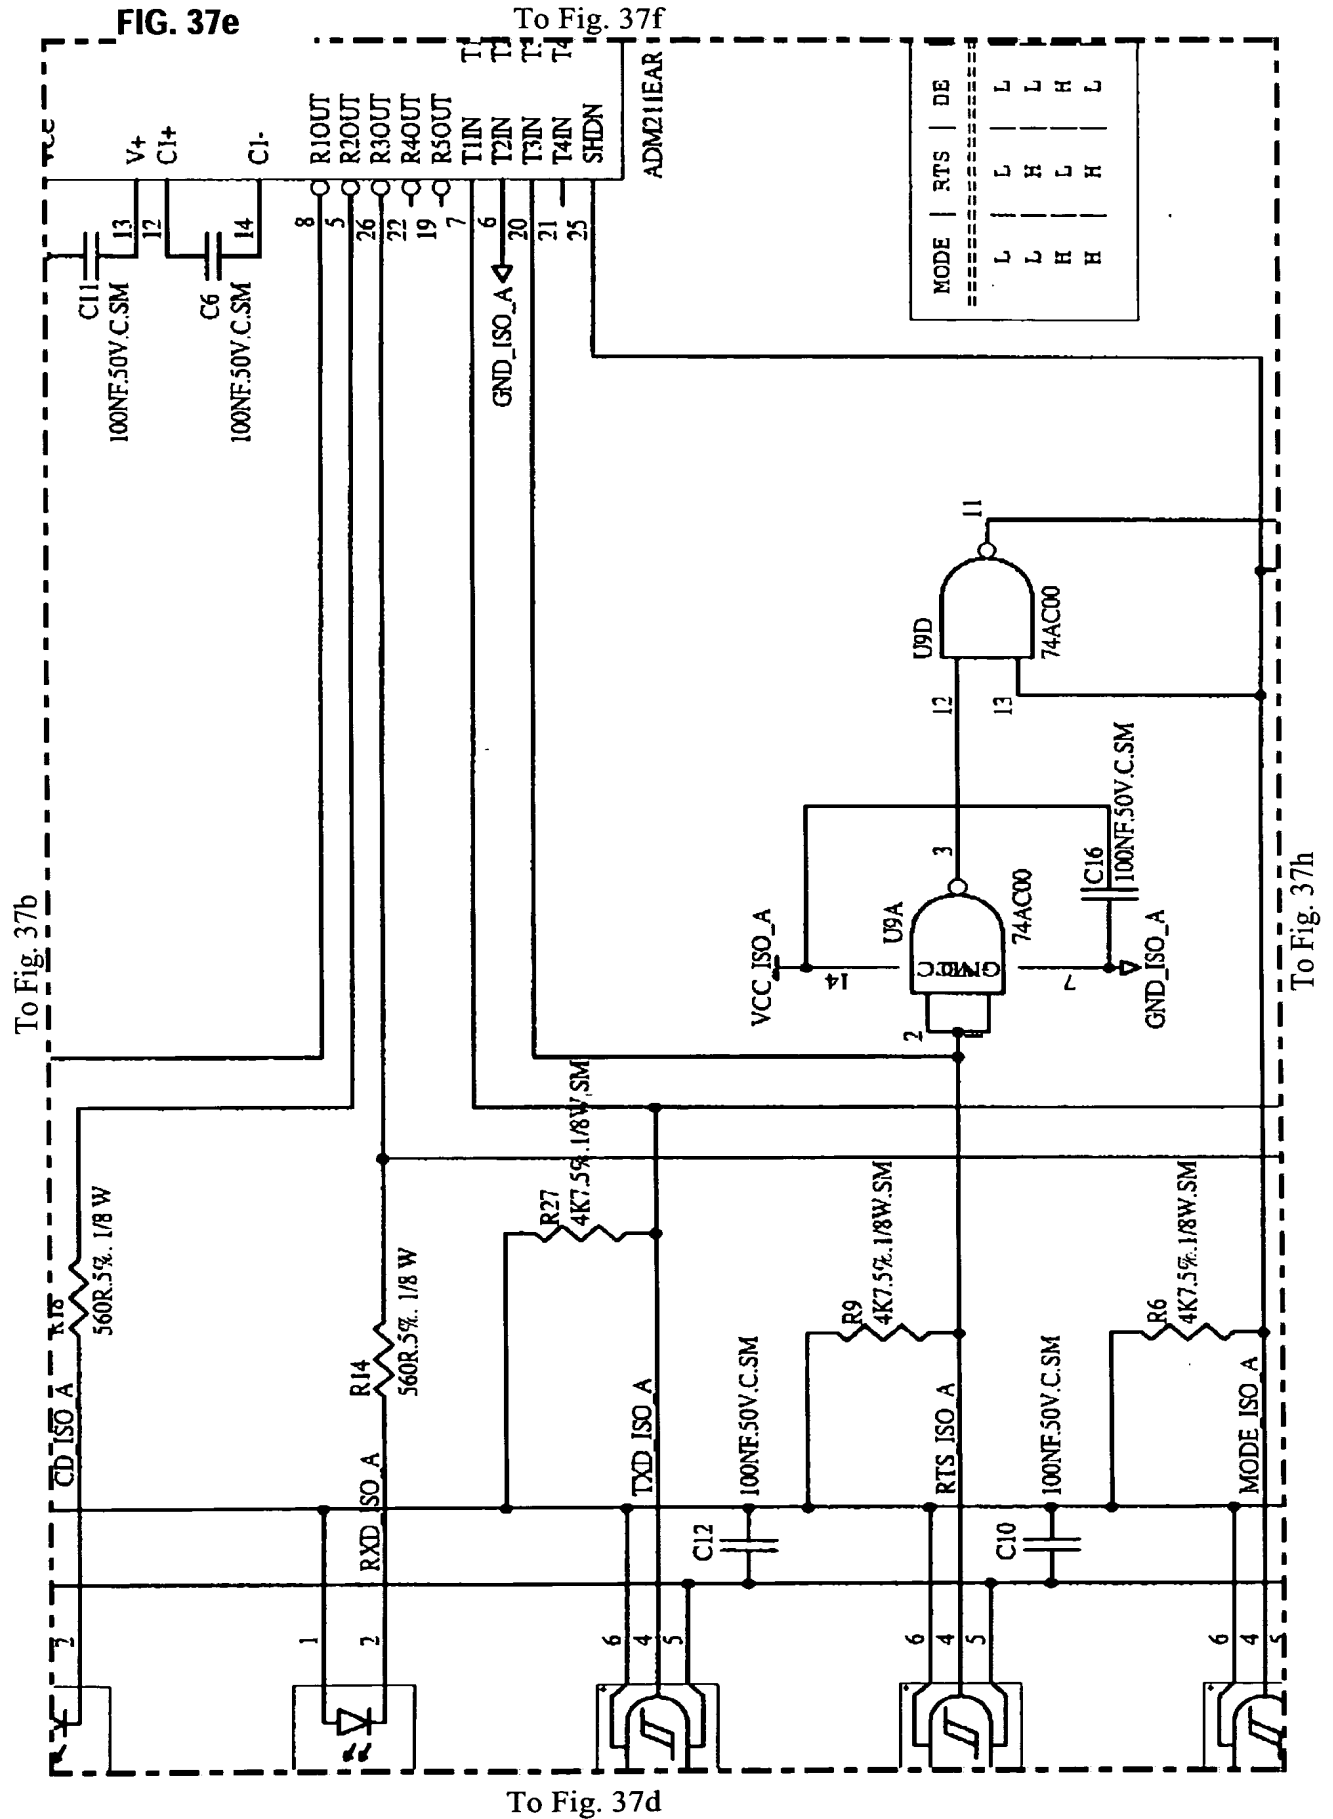 FIG. 37e
To Fig. 37f
To Fig. 37b
To Fig. 37h
To Fig. 37d
V+
C1+
C1-
R1OUT
R2OUT
R3OUT
R4OUT
R5OUT
T1IN
T2IN
T3IN
T4IN
SHDN
T1
T4
ADM211EAR
13
12
14
8
5
26
22
19
7
6
20
21
25
C11
100NF.50V.C.SM
C6
100NF.50V.C.SM
GND_ISO_A
MODE | RTS | DE
==================
L | L | L
L | H | L
H | L | H
H | H | L
11
U9D
74AC00
12
13
3
U9A
74AC00
VCC_ISO_A
14
7
2
C16
100NF.50V.C.SM
GND_ISO_A
R27
4K7.5%.1/8W.SM
R9
4K7.5%.1/8W.SM
R6
4K7.5%.1/8W.SM
R18
560R.5%. 1/8 W
R14
560R.5%. 1/8 W
CD_ISO_A
RXD_ISO_A
TXD_ISO_A
RTS_ISO_A
MODE_ISO_A
C12
100NF.50V.C.SM
C10
100NF.50V.C.SM
2
1
2
6
4
5
6
4
5
6
4
5